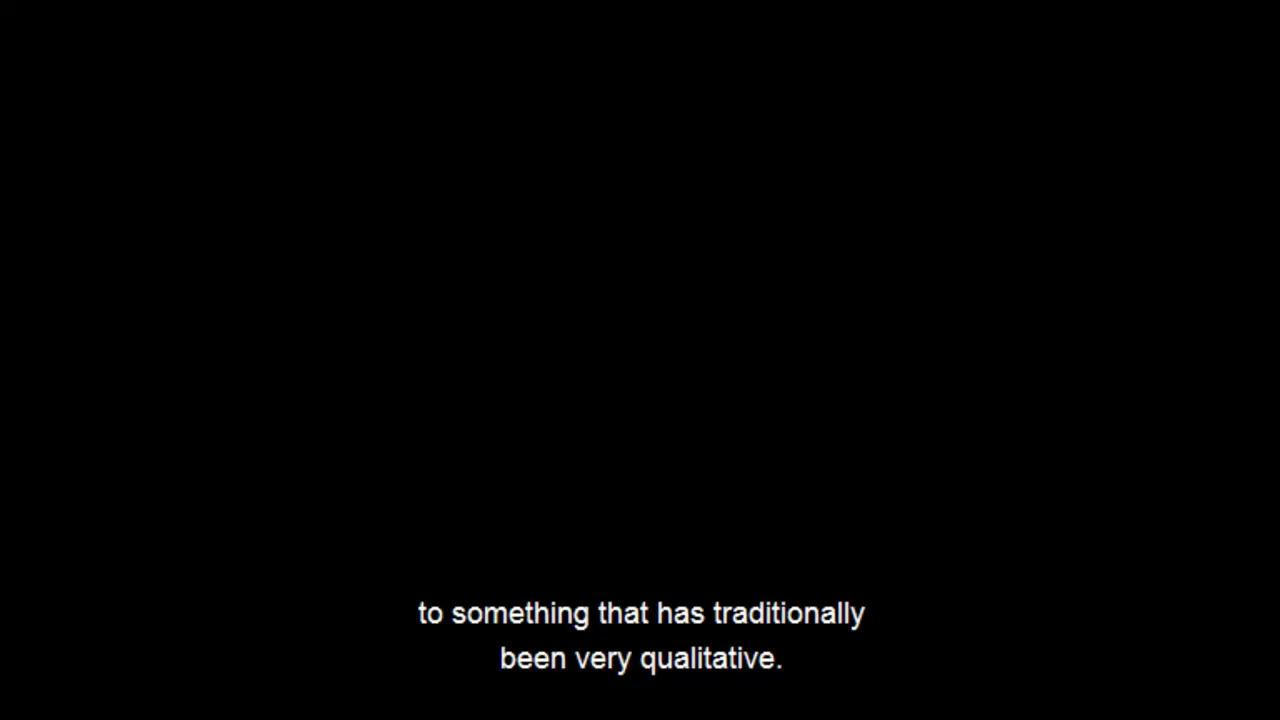 to something that has traditionally
been very qualitative.